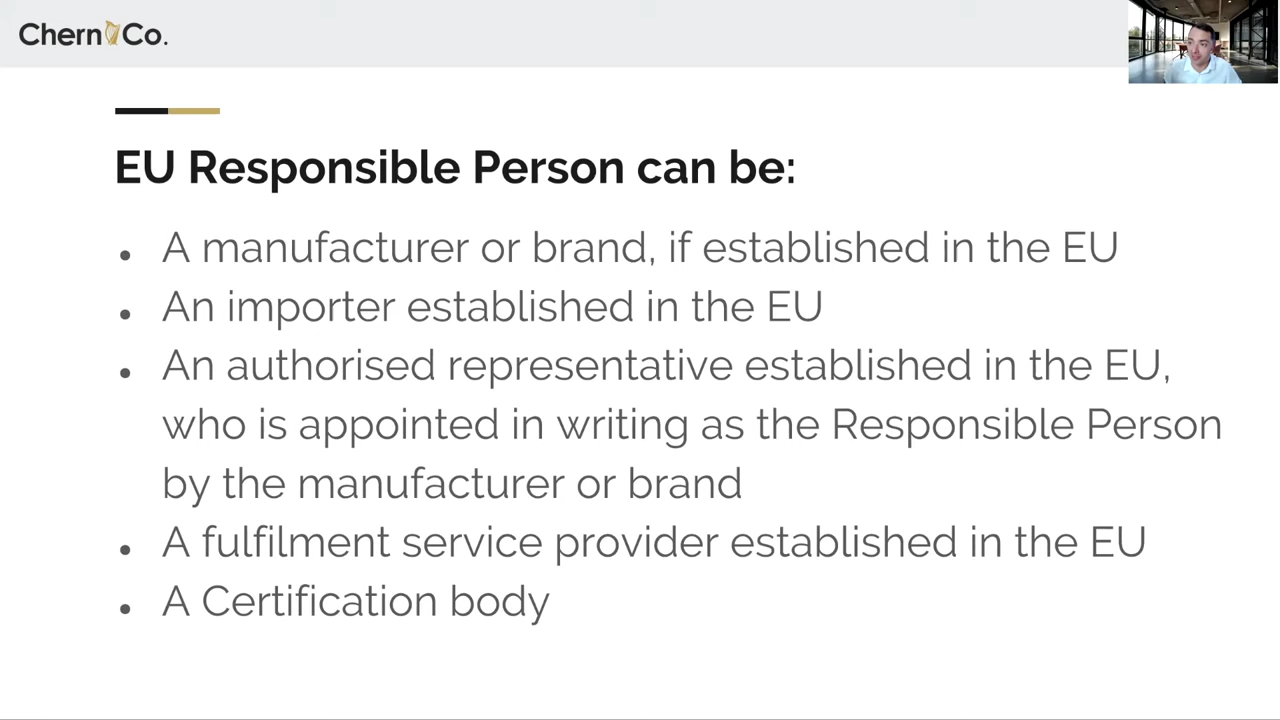 Chern Co.
EU Responsible Person can be:
• A manufacturer or brand, if established in the EU
• An importer established in the EU
• An authorised representative established in the EU,
who is appointed in writing as the Responsible Person
by the manufacturer or brand
• A fulfilment service provider established in the EU
• A Certification body